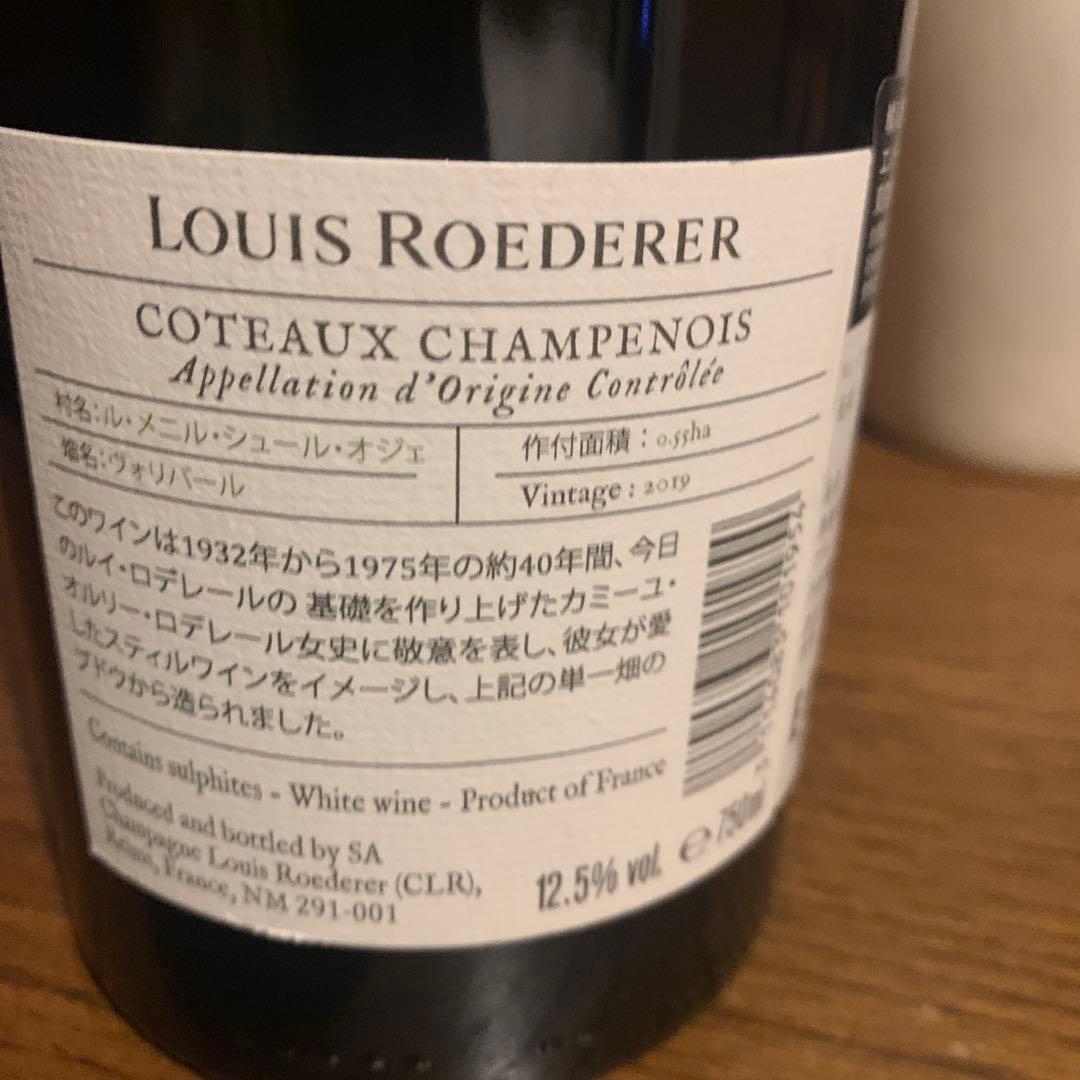 LOUIS ROEDERER
COTEAUX CHAMPENOIS
Appellation d'Origine Contrôlée
村名:ル・メニル・シュール・オジェ
畑名:ヴォリバール
作付面積:0.55ha
Vintage : 2019
このワインは1932年から1975年の約40年間、今日
のルイ・ロデレールの 基礎を作り上げたカミーユ・
オルリー・ロデレール女史に敬意を表し、彼女が愛
したスティルワインをイメージし、上記の単一畑の
ブドウから造られました。
Contains sulphites - White wine - Product of France
Produced and bottled by SA
Champagne Louis Roederer (CLR),
Reims, France, NM 291-001
12.5% vol. ℮ 750ml